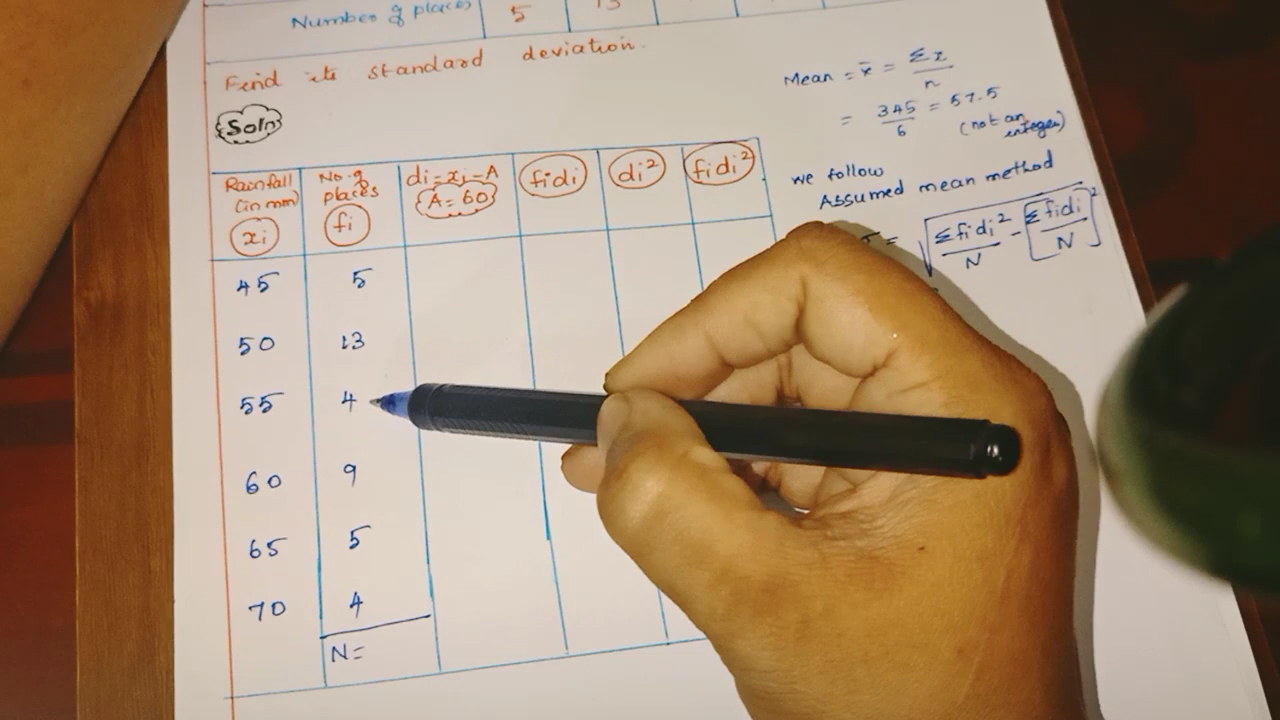 Number of places 5 13
Find its standard deviation.
Soln
Mean = x̄ = Σx/n
= 345/6 = 57.5
(not an integer)
we follow
Assumed mean method
σ = √(Σfidi²/N - [Σfidi/N]²)
Rainfall (in mm) xi | No. of places fi | di = xi - A A = 60 | fidi | di² | fidi²
45 5
50 13
55 4
60 9
65 5
70 4
N=